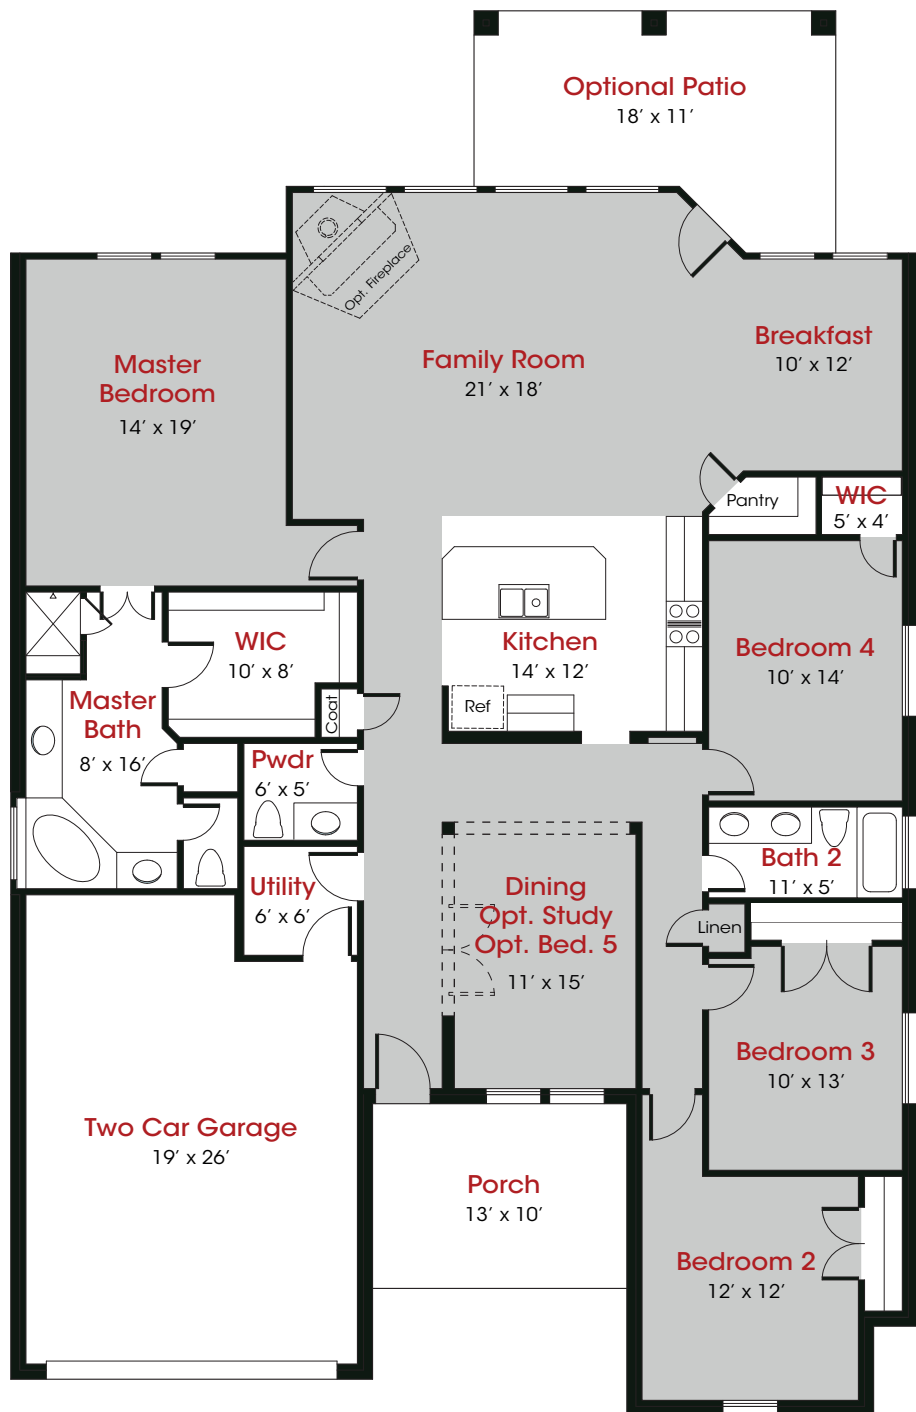 Optional Patio
18’ x 11’
Opt. Fireplace
Family Room
21’ x 18’
Breakfast
10’ x 12’
Master
Bedroom
14’ x 19’
Pantry
WIC
5’ x 4’
WIC
10’ x 8’
Kitchen
14’ x 12’
Bedroom 4
10’ x 14’
Master
Bath
8’ x 16’
Coat
Ref
Pwdr
6’ x 5’
Bath 2
11’ x 5’
Utility
6’ x 6’
Dining
Opt. Study
Opt. Bed. 5
11’ x 15’
Linen
Bedroom 3
10’ x 13’
Two Car Garage
19’ x 26’
Porch
13’ x 10’
Bedroom 2
12’ x 12’